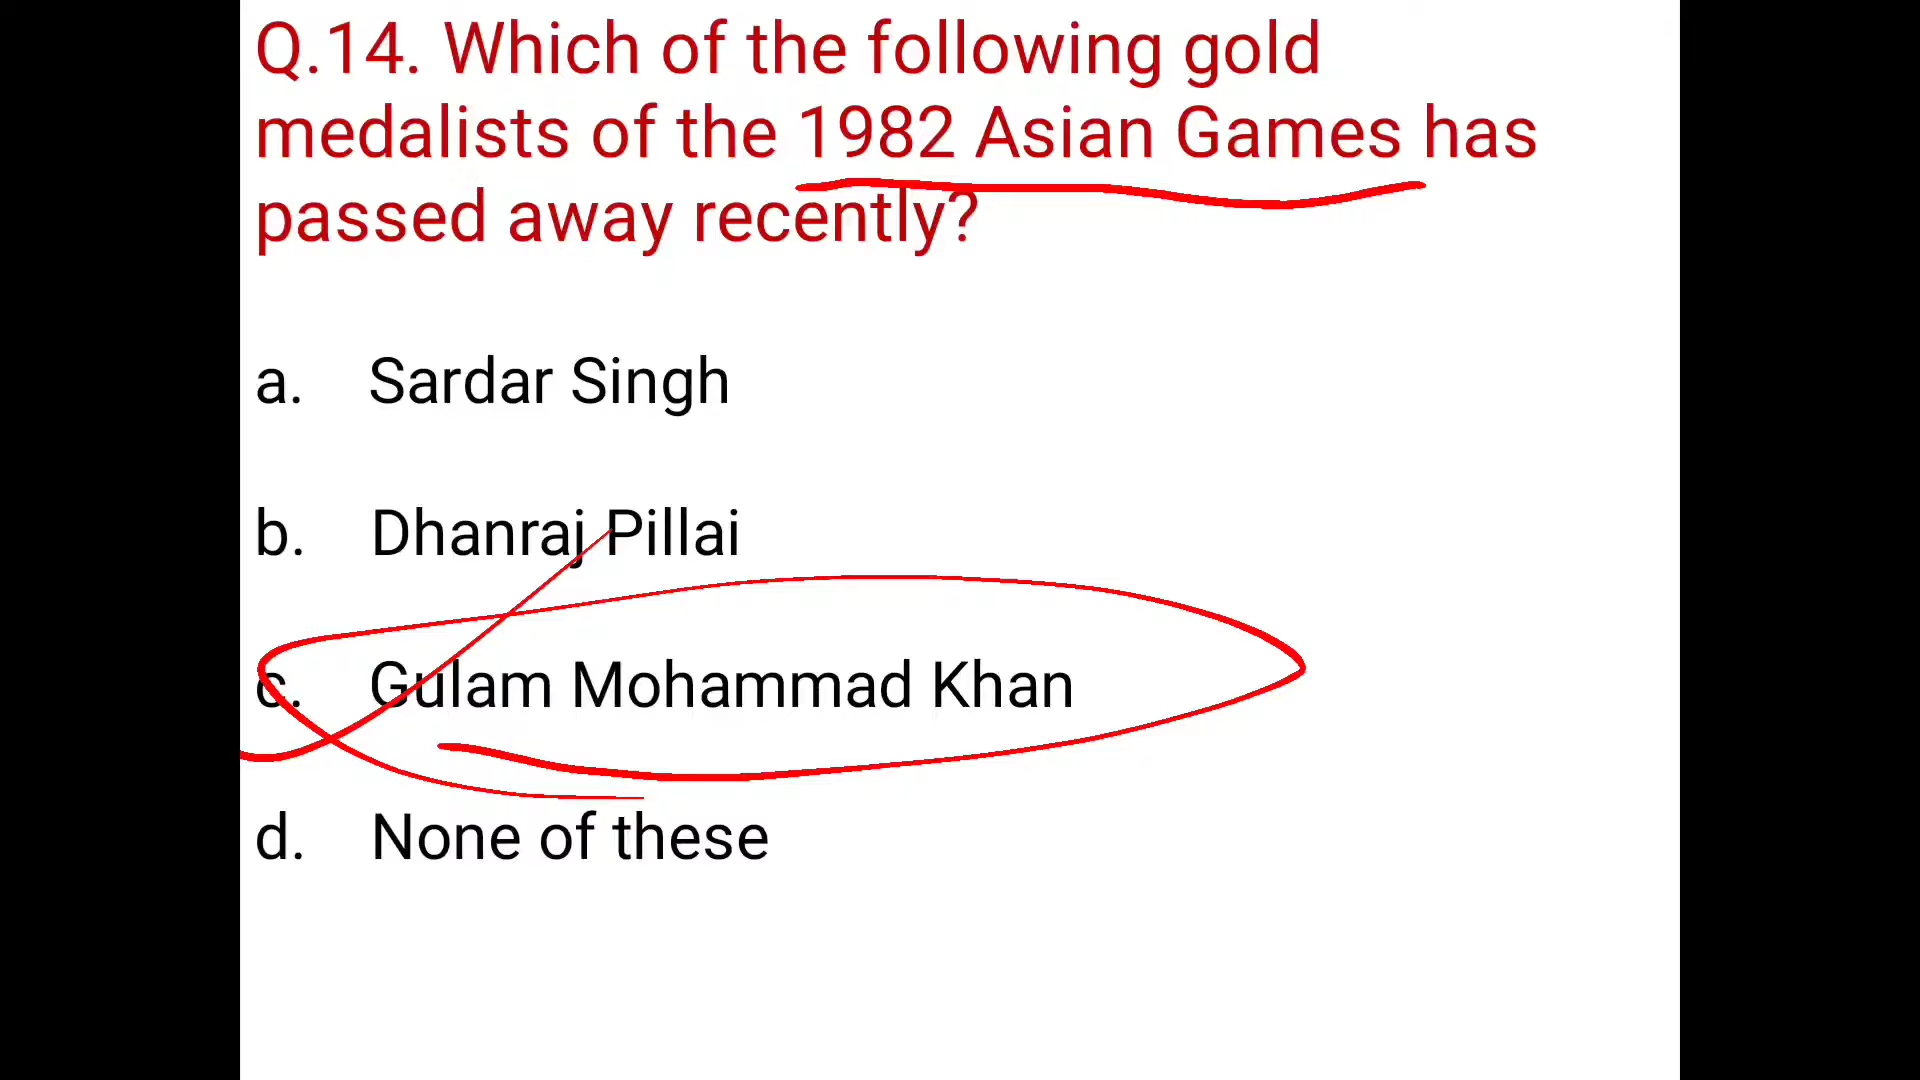 Q.14. Which of the following gold
medalists of the 1982 Asian Games has
passed away recently?
a. Sardar Singh
b. Dhanraj Pillai
c. Gulam Mohammad Khan
d. None of these